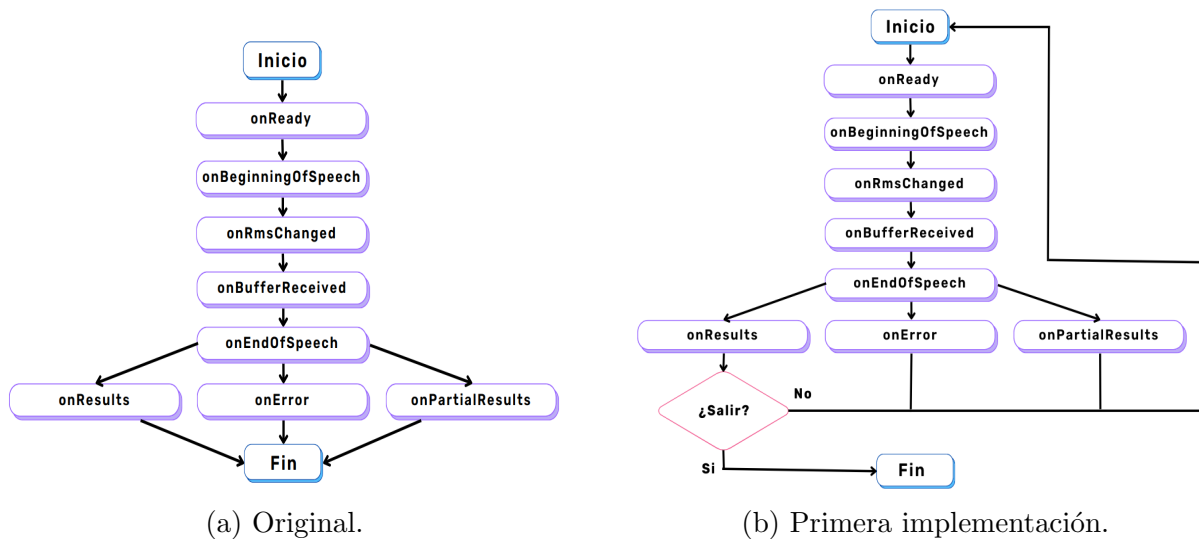 Inicio
onReady
onBeginningOfSpeech
onRmsChanged
onBufferReceived
onEndOfSpeech
onResults
onError
onPartialResults
Fin
(a) Original.
Inicio
onReady
onBeginningOfSpeech
onRmsChanged
onBufferReceived
onEndOfSpeech
onResults
onError
onPartialResults
¿Salir?
No
Si
Fin
(b) Primera implementación.